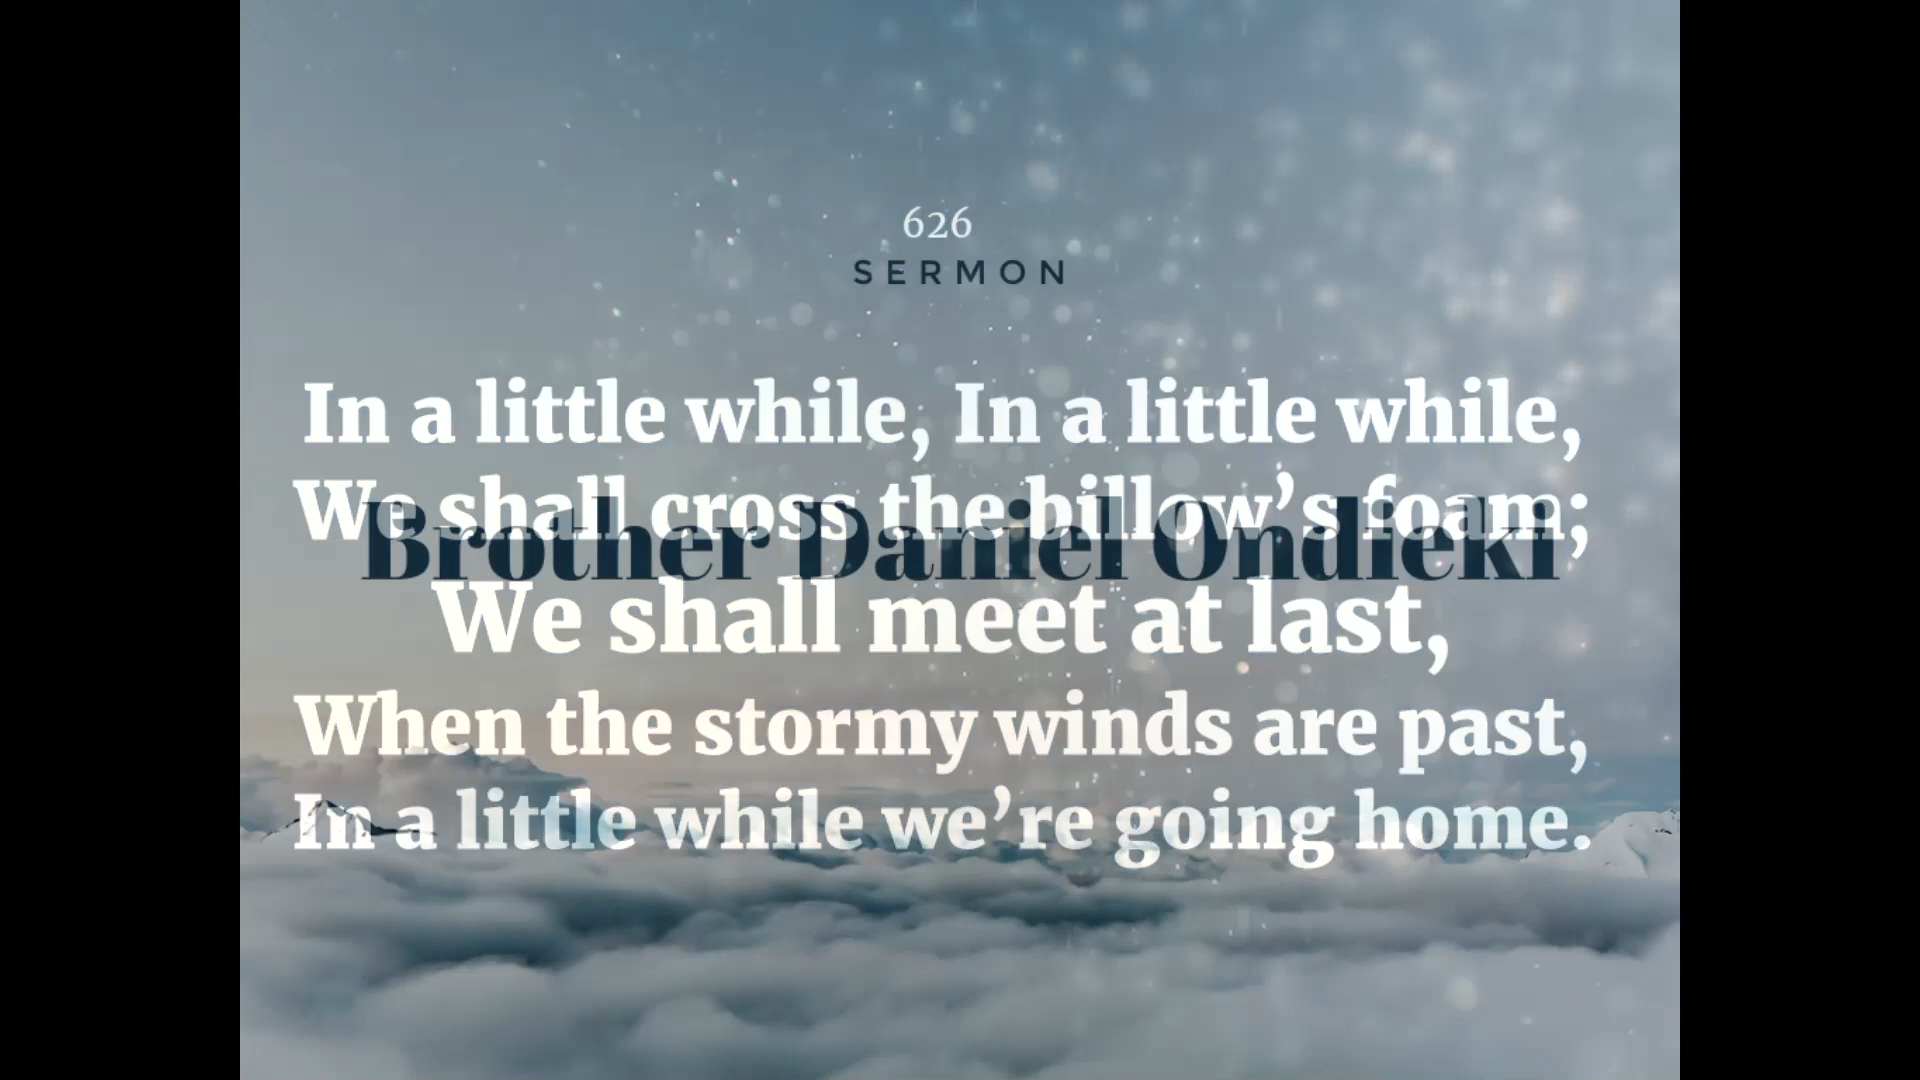 626
SERMON
In a little while, In a little while,
We shall cross the billow's foam;
Brother Daniel Ondieki
We shall meet at last,
When the stormy winds are past,
In a little while we're going home.